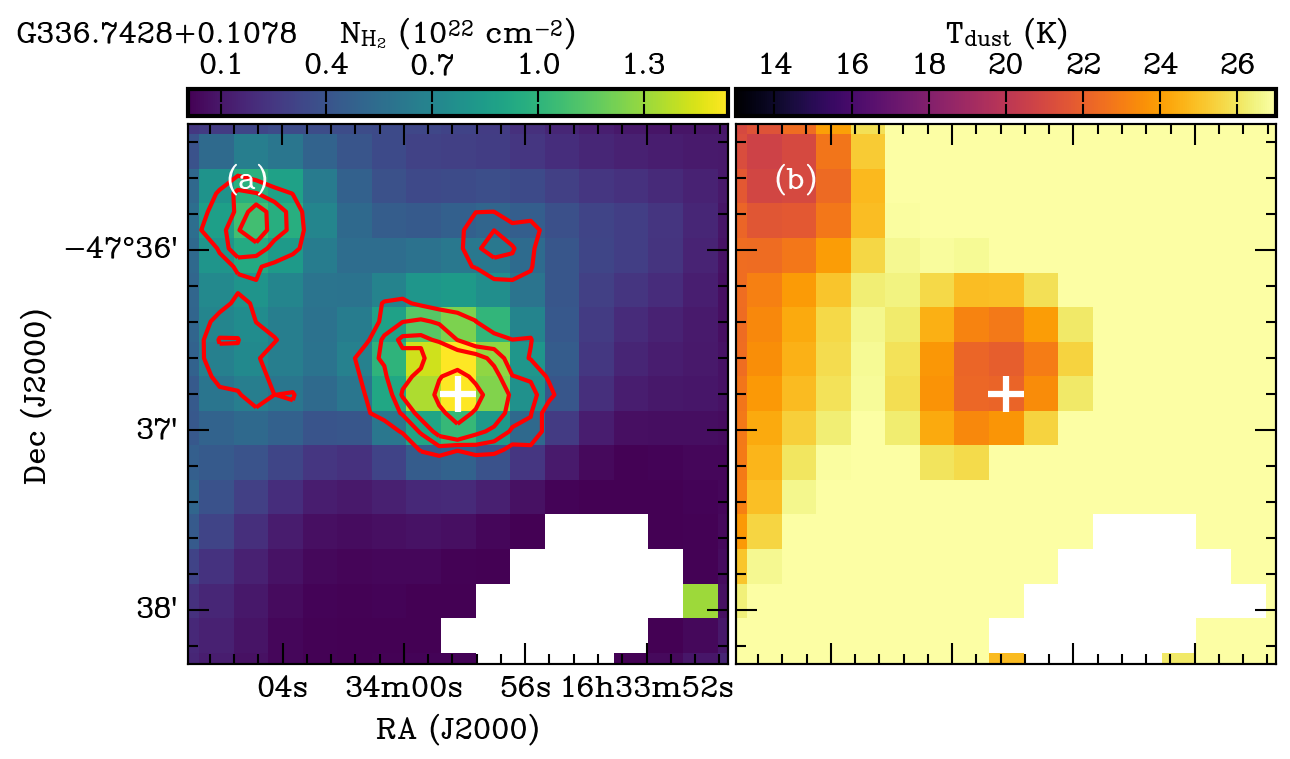 G336.7428+0.1078 N_H₂ (10²² cm⁻²) T_dust (K)
0.1 0.4 0.7 1.0 1.3 14 16 18 20 22 24 26
(a) (b)
−47°36'
37'
38'
Dec (J2000)
04s 34m00s 56s 16h33m52s
RA (J2000)